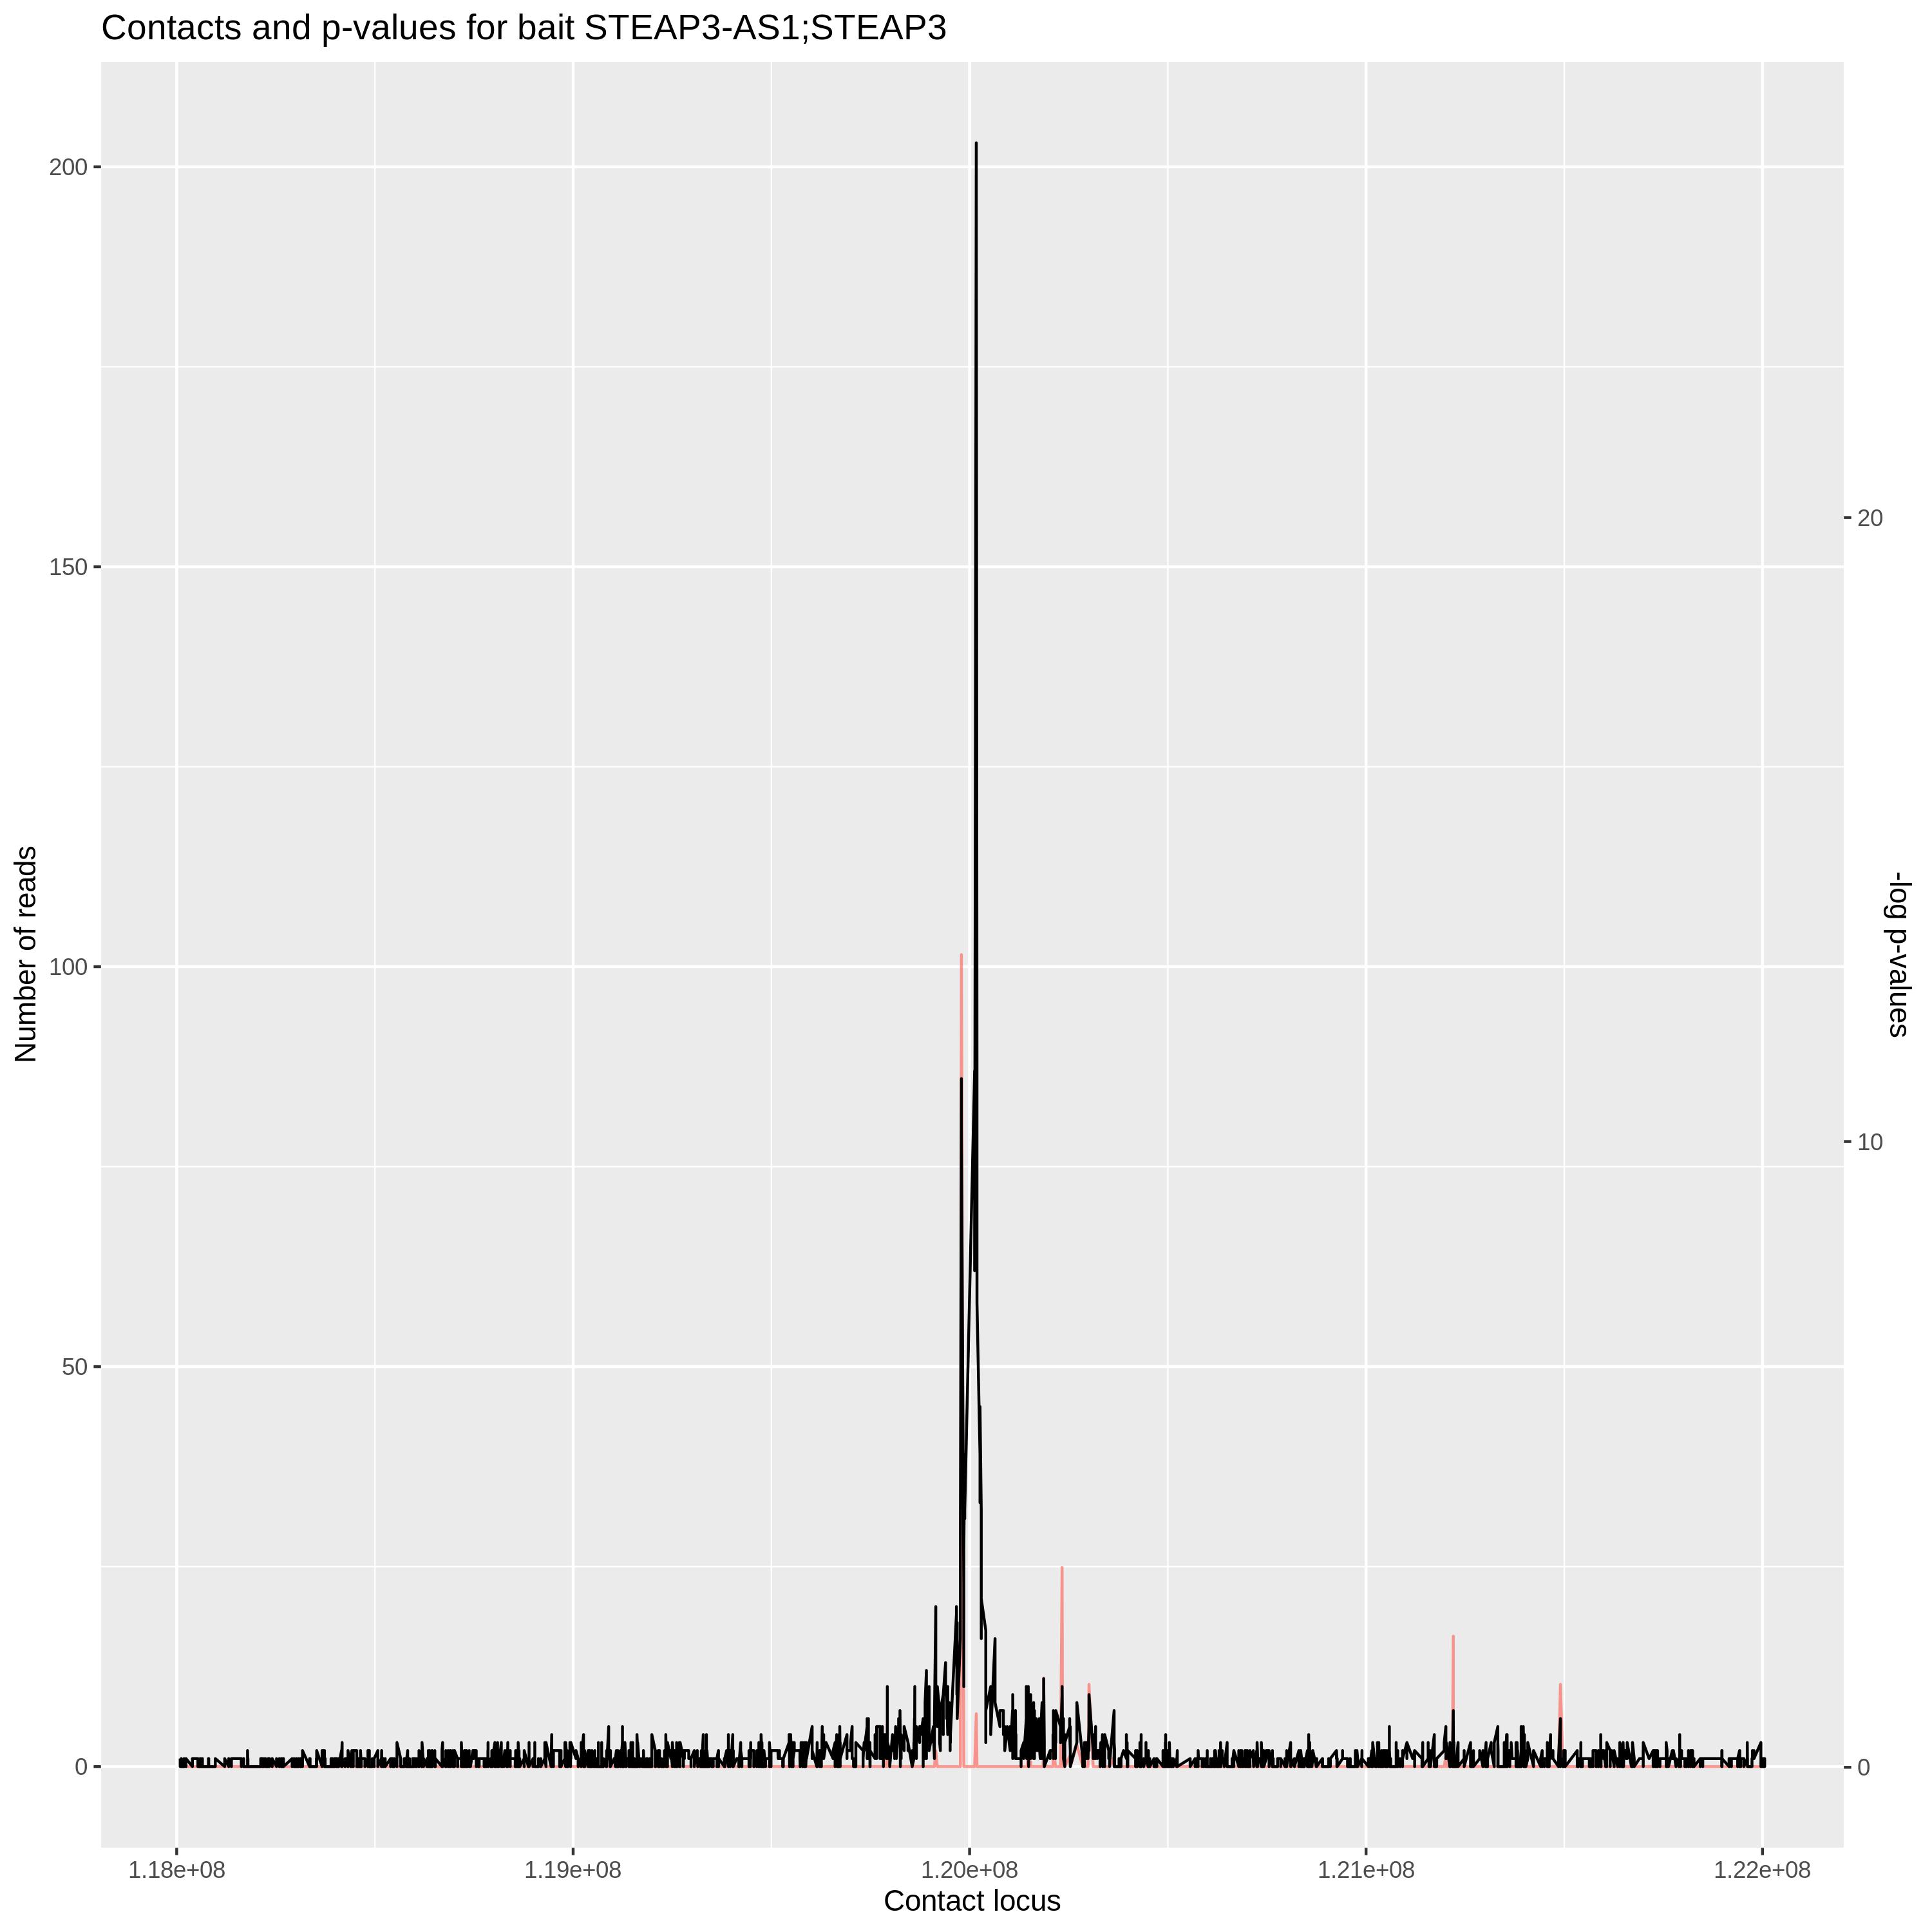 Contacts and p-values for bait STEAP3-AS1;STEAP3
200
150
100
50
0
Number of reads
20
10
0
-log p-values
1.18e+08
1.19e+08
1.20e+08
1.21e+08
1.22e+08
Contact locus